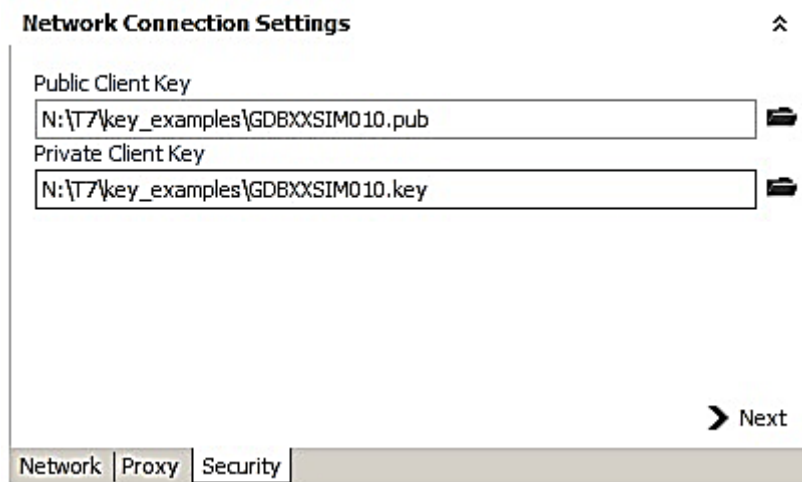 Network Connection Settings
Public Client Key
N:\T7\key_examples\GDBXXSIM010.pub
Private Client Key
N:\T7\key_examples\GDBXXSIM010.key
Next
Network Proxy Security